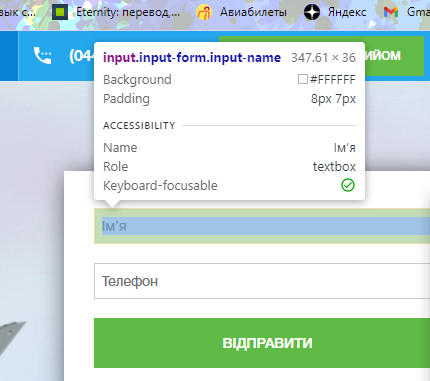 зык с...
Eternity: перевод,...
Авиабилеты
Яндекс
Gma
(04
ЙОМ
input.input-form.input-name 347.61 × 36
Background #FFFFFF
Padding 8px 7px
ACCESSIBILITY
Name Ім'я
Role textbox
Keyboard-focusable
Ім'я
Телефон
ВІДПРАВИТИ